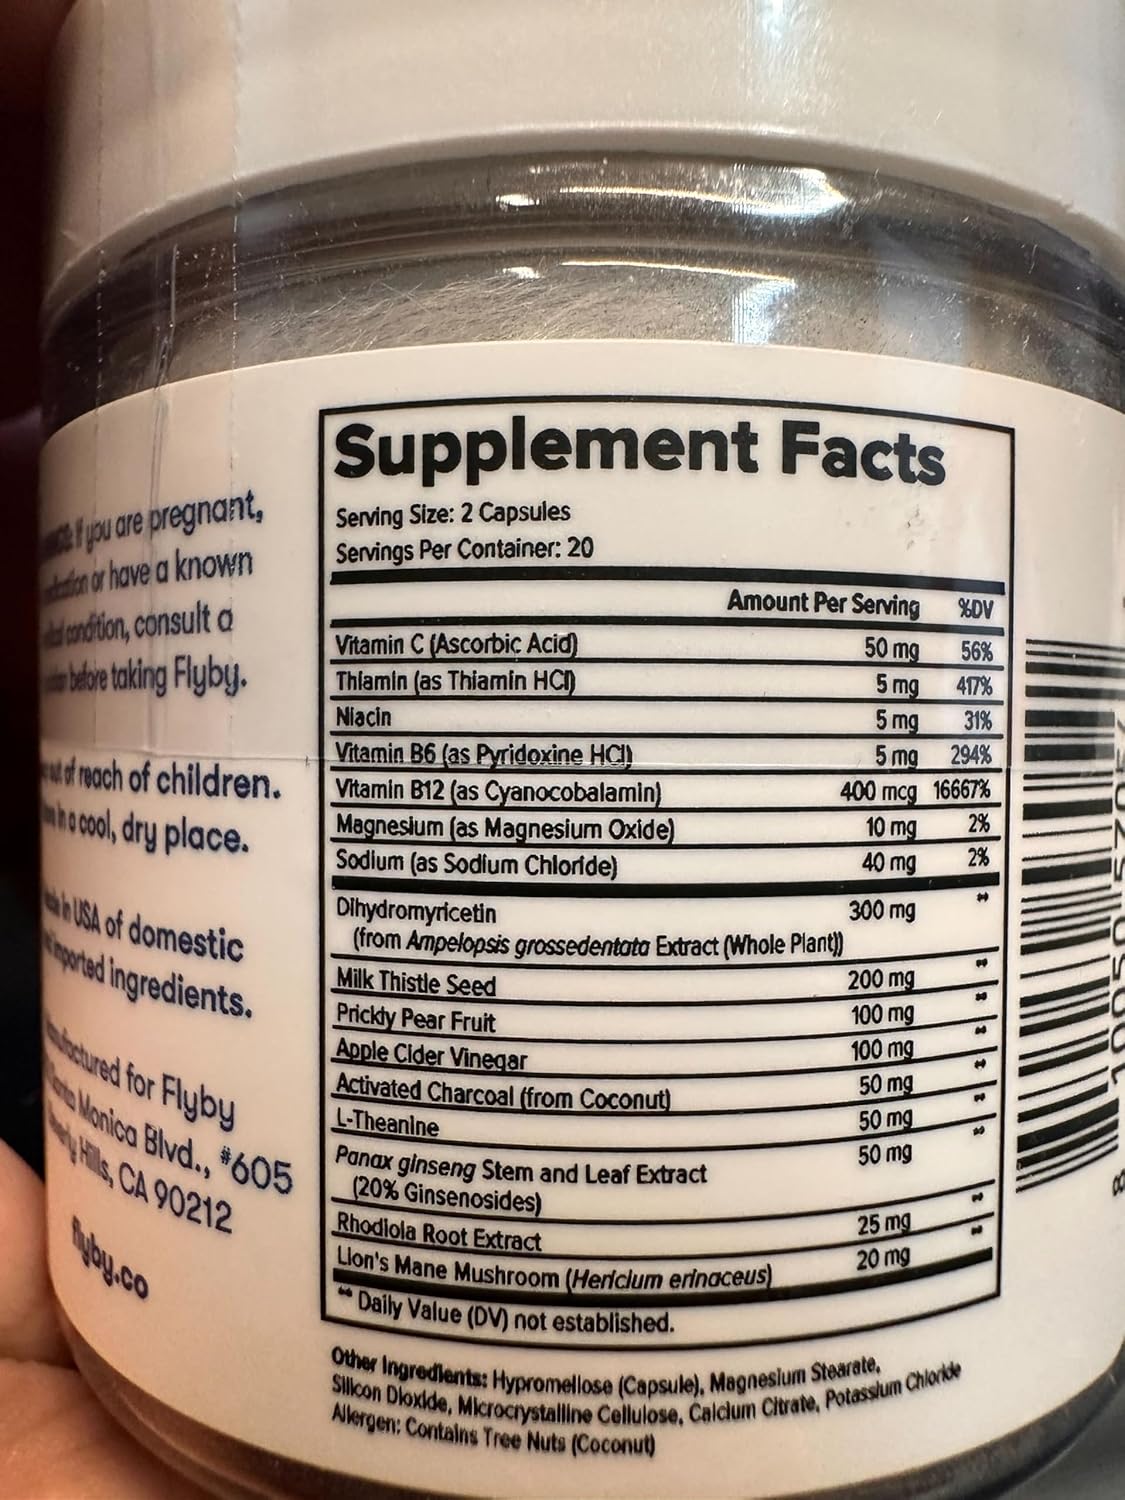 If you are pregnant,
or have a known
condition, consult a
before taking Flyby.
out of reach of children.
in a cool, dry place.
in USA of domestic
imported ingredients.
for Flyby
Santa Monica Blvd., #605
Hills, CA 90212
flyby.co
Supplement Facts
Serving Size: 2 Capsules
Servings Per Container: 20
Amount Per Serving %DV
Vitamin C (Ascorbic Acid) 50 mg 56%
Thiamin (as Thiamin HCl) 5 mg 417%
Niacin 5 mg 31%
Vitamin B6 (as Pyridoxine HCl) 5 mg 294%
Vitamin B12 (as Cyanocobalamin) 400 mcg 16667%
Magnesium (as Magnesium Oxide) 10 mg 2%
Sodium (as Sodium Chloride) 40 mg 2%
Dihydromyricetin 300 mg **
(from Ampelopsis grossedentata Extract (Whole Plant))
Milk Thistle Seed 200 mg **
Prickly Pear Fruit 100 mg **
Apple Cider Vinegar 100 mg **
Activated Charcoal (from Coconut) 50 mg **
L-Theanine 50 mg **
Panax ginseng Stem and Leaf Extract 50 mg **
(20% Ginsenosides)
Rhodiola Root Extract 25 mg **
Lion's Mane Mushroom (Hericium erinaceus) 20 mg **
** Daily Value (DV) not established.
Other Ingredients: Hypromellose (Capsule), Magnesium Stearate,
Silicon Dioxide, Microcrystalline Cellulose, Calcium Citrate, Potassium Chloride
Allergen: Contains Tree Nuts (Coconut)